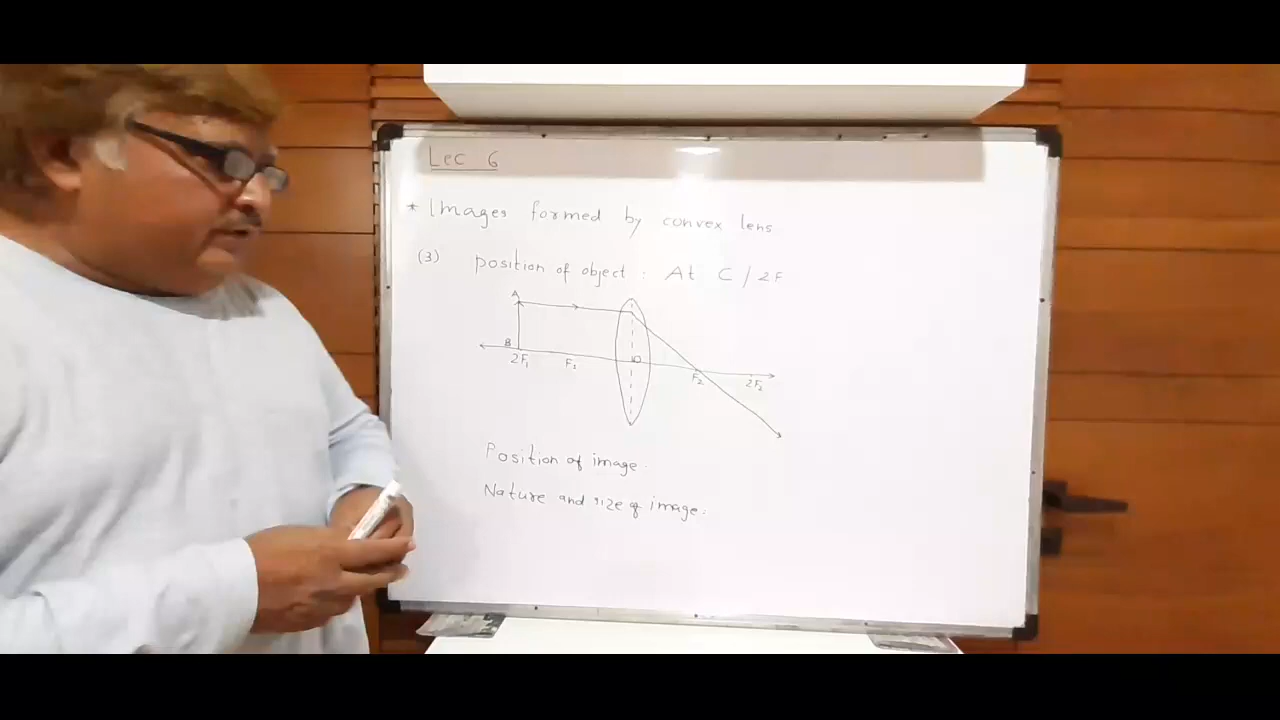 Lec 6
* Images formed by convex lens
(3) position of object : At C / 2F
A
B
2F₁ F₁ O F₂ 2F₂
Position of image.
Nature and size of image: